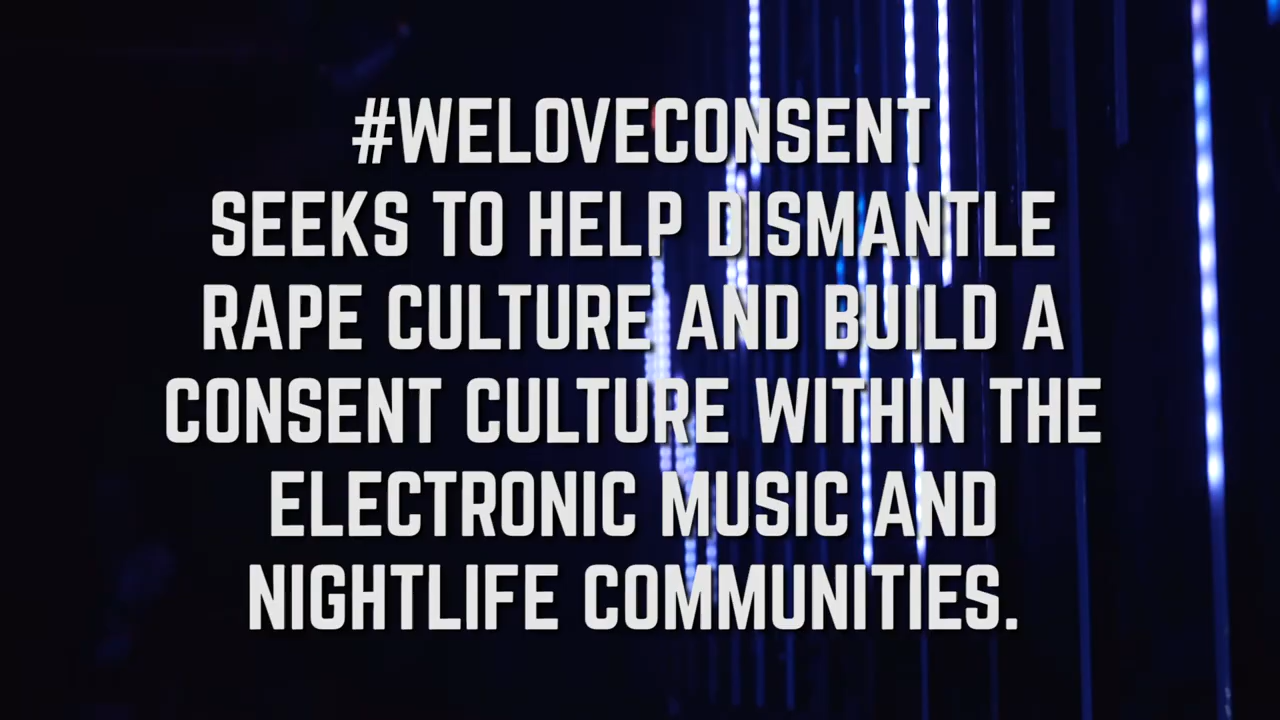 #WELOVECONSENT
SEEKS TO HELP DISMANTLE
RAPE CULTURE AND BUILD A
CONSENT CULTURE WITHIN THE
ELECTRONIC MUSIC AND
NIGHTLIFE COMMUNITIES.